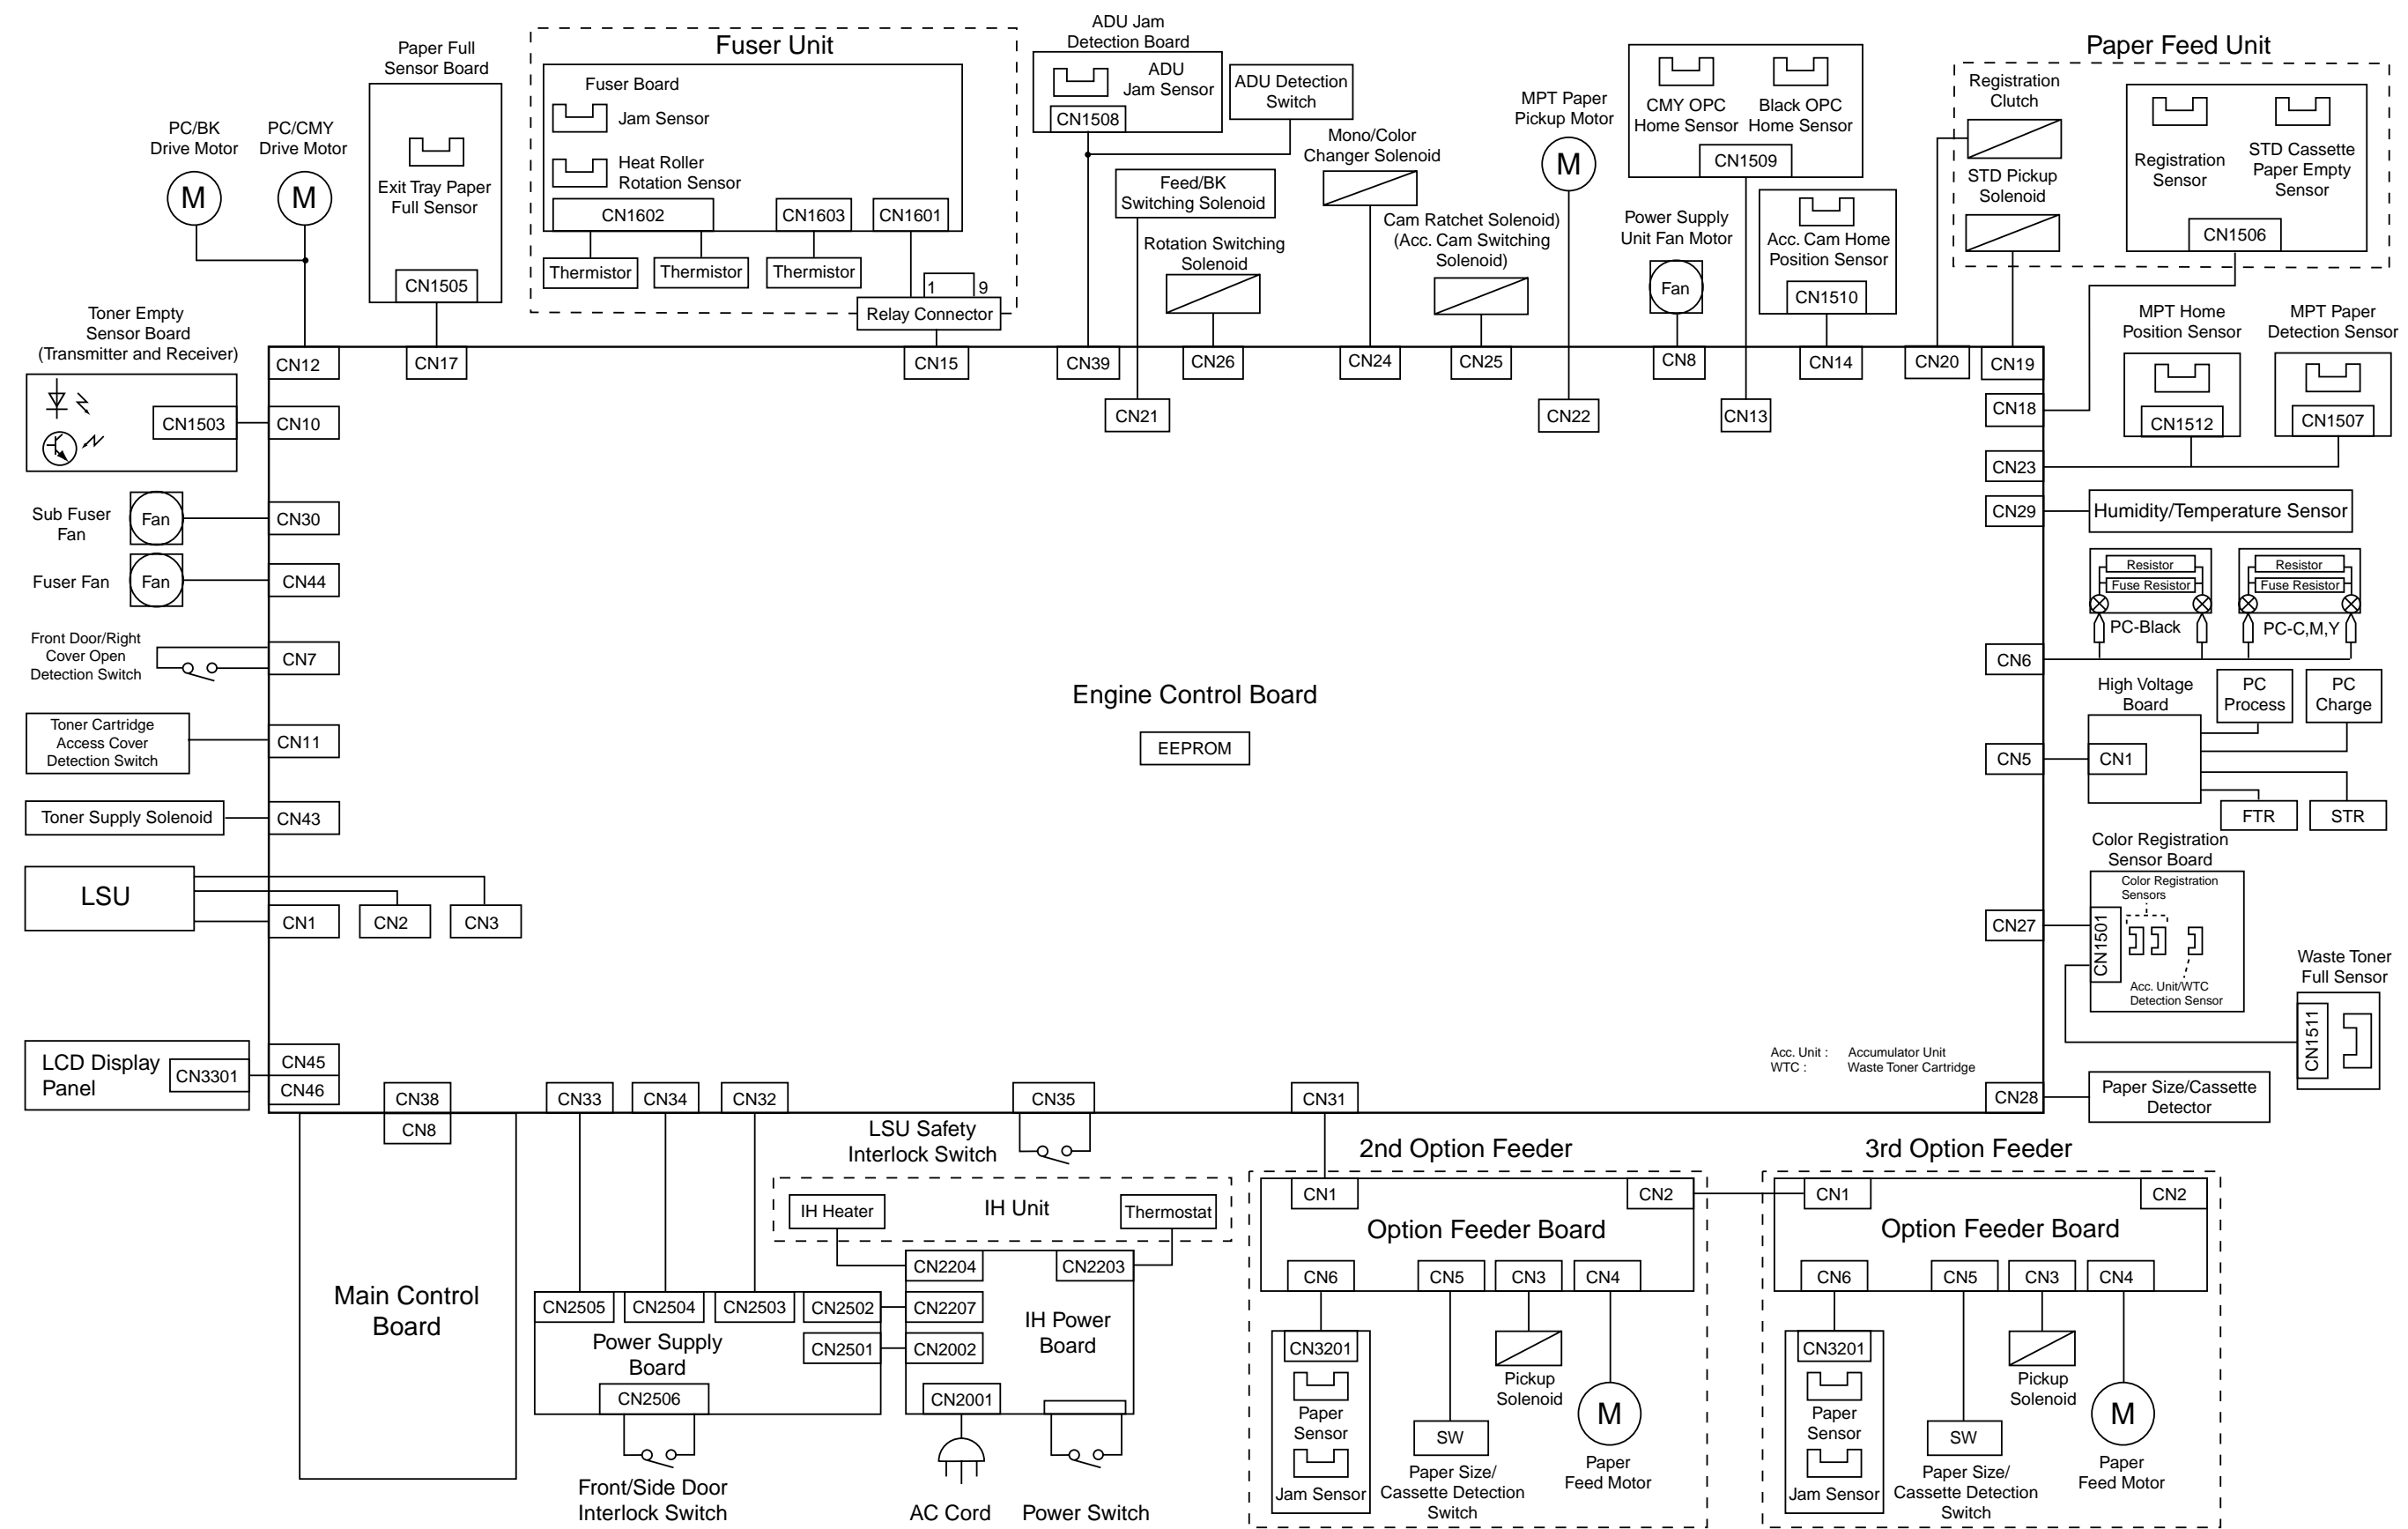 Paper Full
Sensor Board
Exit Tray Paper
Full Sensor
CN1505
PC/BK
Drive Motor
M
PC/CMY
Drive Motor
M
Fuser Unit
Fuser Board
Jam Sensor
Heat Roller
Rotation Sensor
CN1602
CN1603
CN1601
Thermistor
Thermistor
Thermistor
1
9
Relay Connector
ADU Jam
Detection Board
ADU
Jam Sensor
CN1508
ADU Detection
Switch
Feed/BK
Switching Solenoid
Rotation Switching
Solenoid
Mono/Color
Changer Solenoid
Cam Ratchet Solenoid)
(Acc. Cam Switching
Solenoid)
MPT Paper
Pickup Motor
M
Power Supply
Unit Fan Motor
Fan
CMY OPC
Home Sensor
Black OPC
Home Sensor
CN1509
Acc. Cam Home
Position Sensor
CN1510
Paper Feed Unit
Registration
Clutch
STD Pickup
Solenoid
Registration
Sensor
STD Cassette
Paper Empty
Sensor
CN1506
MPT Home
Position Sensor
CN1512
MPT Paper
Detection Sensor
CN1507
Toner Empty
Sensor Board
(Transmitter and Receiver)
CN1503
CN12
CN17
CN15
CN39
CN26
CN24
CN25
CN8
CN14
CN20
CN19
CN10
CN21
CN22
CN13
CN18
CN23
Sub Fuser
Fan
Fan
CN30
CN29
Humidity/Temperature Sensor
Fuser Fan
Fan
CN44
Resistor
Fuse Resistor
PC-Black
Resistor
Fuse Resistor
PC-C,M,Y
Front Door/Right
Cover Open
Detection Switch
CN7
CN6
Engine Control Board
EEPROM
High Voltage
Board
CN1
PC
Process
PC
Charge
FTR
STR
Toner Cartridge
Access Cover
Detection Switch
CN11
CN5
Toner Supply Solenoid
CN43
Color Registration
Sensor Board
Color Registration
Sensors
CN1501
Acc. Unit/WTC
Detection Sensor
LSU
CN1
CN2
CN3
CN27
Waste Toner
Full Sensor
CN1511
LCD Display
Panel
CN3301
CN45
CN46
Acc. Unit : Accumulator Unit
WTC : Waste Toner Cartridge
CN38
CN8
CN33
CN34
CN32
CN35
CN31
CN28
Paper Size/Cassette
Detector
LSU Safety
Interlock Switch
Main Control
Board
IH Heater
IH Unit
Thermostat
CN2204
CN2203
CN2505
CN2504
CN2503
CN2502
CN2207
CN2501
CN2002
Power Supply
Board
IH Power
Board
CN2506
CN2001
Front/Side Door
Interlock Switch
AC Cord
Power Switch
2nd Option Feeder
CN1
CN2
Option Feeder Board
CN6
CN5
CN3
CN4
CN3201
Paper
Sensor
Jam Sensor
SW
Paper Size/
Cassette Detection
Switch
Pickup
Solenoid
M
Paper
Feed Motor
3rd Option Feeder
CN1
CN2
Option Feeder Board
CN6
CN5
CN3
CN4
CN3201
Paper
Sensor
Jam Sensor
SW
Paper Size/
Cassette Detection
Switch
Pickup
Solenoid
M
Paper
Feed Motor